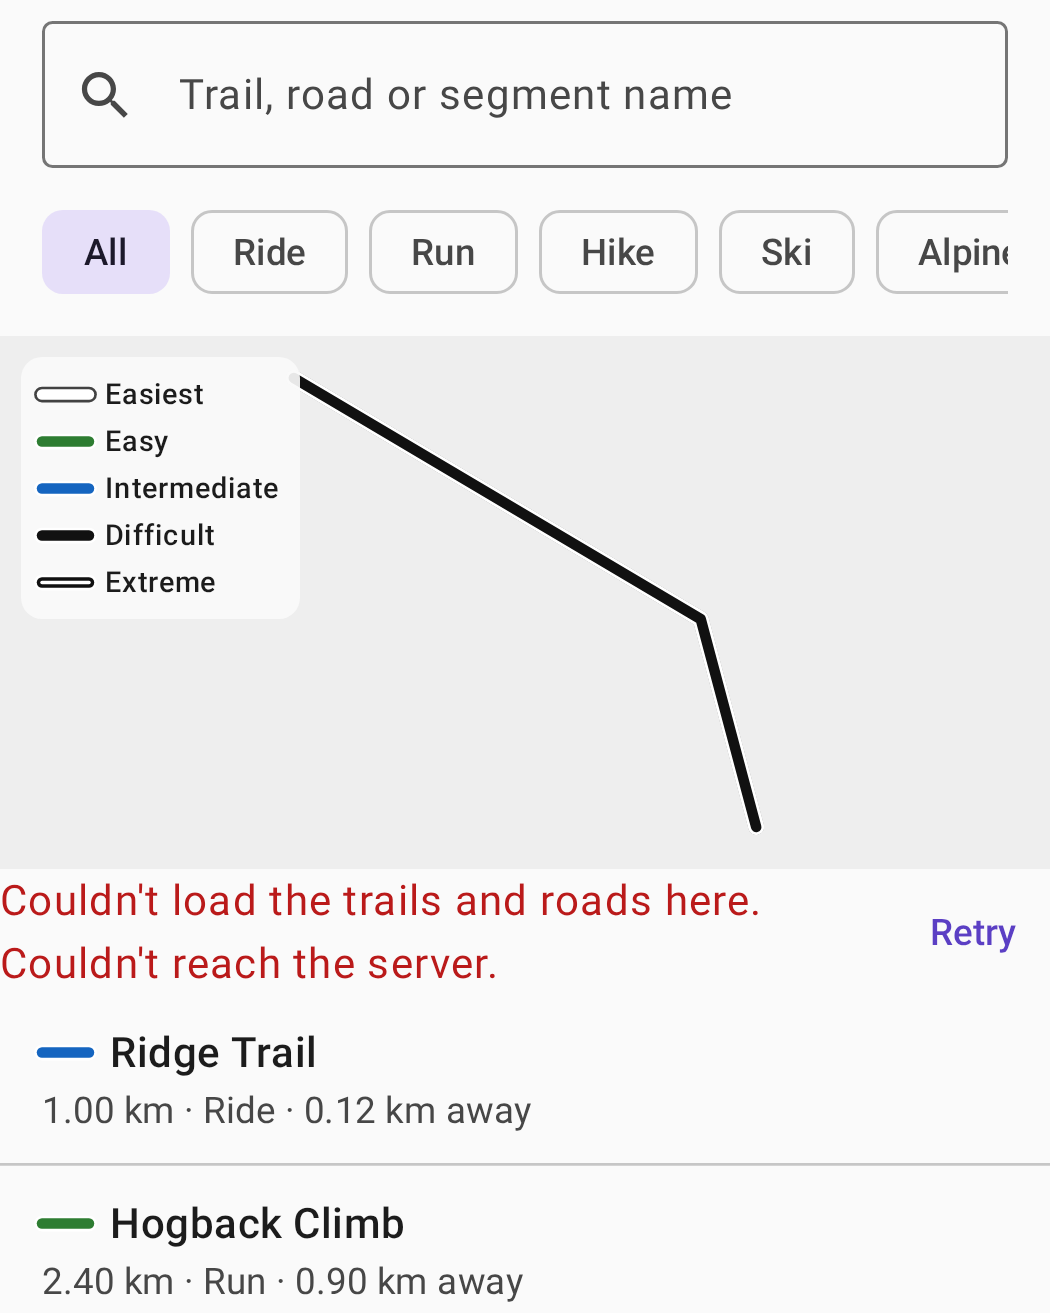 Trail, road or segment name
All Ride Run Hike Ski Alpine
Easiest
Easy
Intermediate
Difficult
Extreme
Couldn't load the trails and roads here.
Couldn't reach the server.
Retry
Ridge Trail
1.00 km · Ride · 0.12 km away
Hogback Climb
2.40 km · Run · 0.90 km away